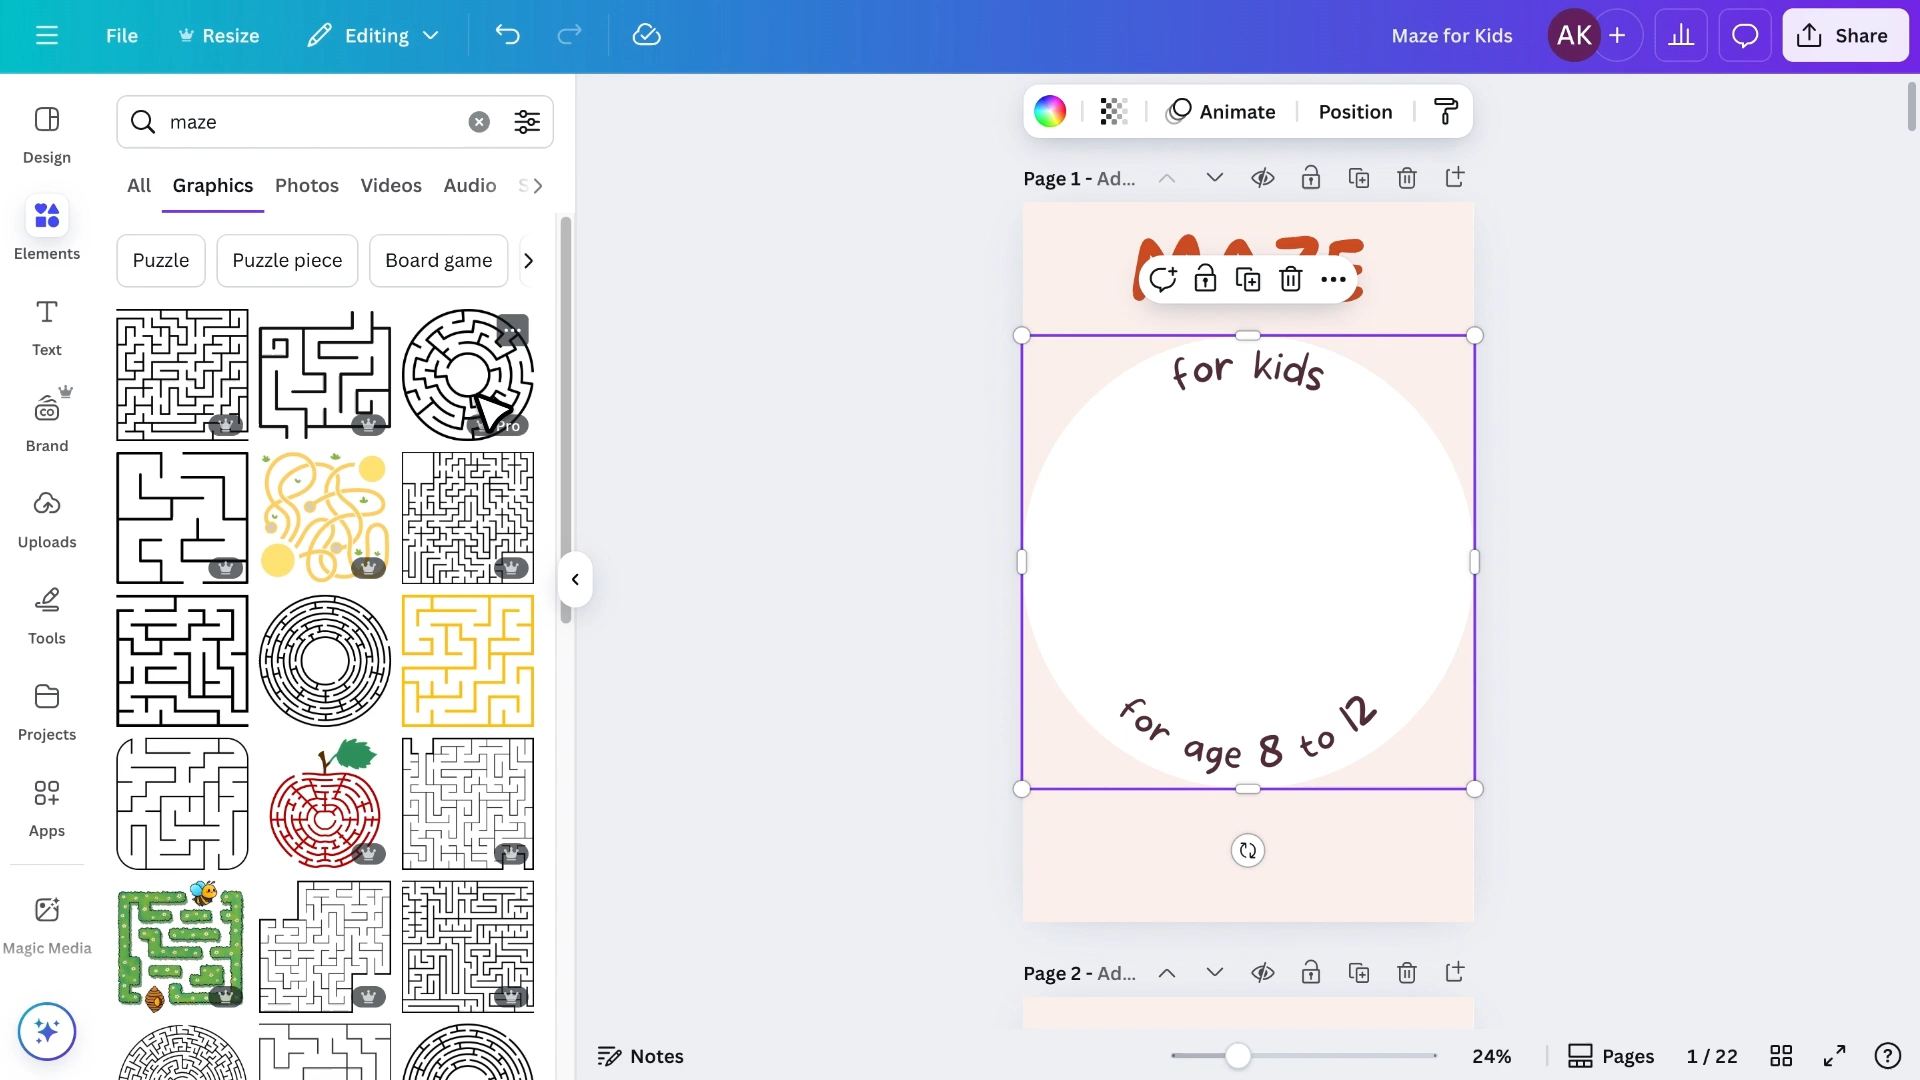 File
Resize
Editing
Maze for Kids
AK
Share
Design
Elements
Text
Brand
Uploads
Tools
Projects
Apps
Magic Media
maze
All
Graphics
Photos
Videos
Audio
Puzzle
Puzzle piece
Board game
Pro
Animate
Position
Page 1 - Ad...
MAZE
for kids
for age 8 to 12
Page 2 - Ad...
Notes
24%
Pages
1 / 22